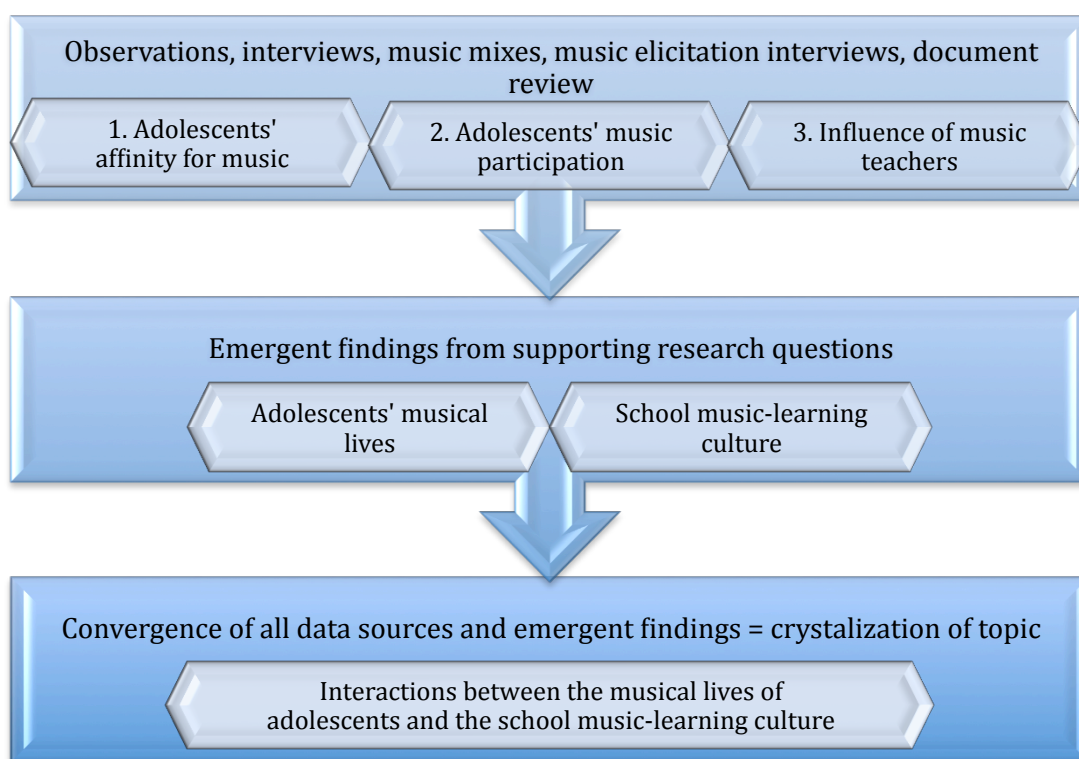 Observations, interviews, music mixes, music elicitation interviews, document
review
1. Adolescents'
affinity for music
2. Adolescents' music
participation
3. Influence of music
teachers
Emergent findings from supporting research questions
Adolescents' musical
lives
School music-learning
culture
Convergence of all data sources and emergent findings = crystalization of topic
Interactions between the musical lives of
adolescents and the school music-learning culture